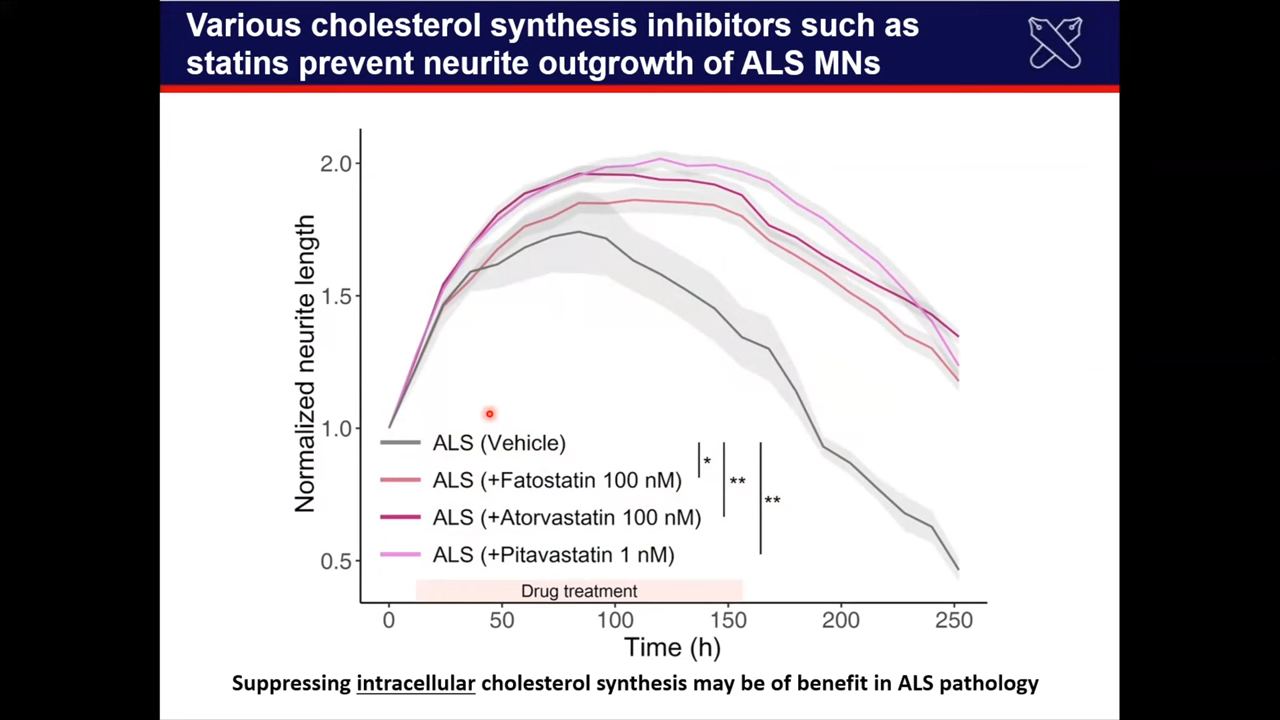 Various cholesterol synthesis inhibitors such as
statins prevent neurite outgrowth of ALS MNs
2.0
1.5
1.0
0.5
Normalized neurite length
ALS (Vehicle)
ALS (+Fatostatin 100 nM)
ALS (+Atorvastatin 100 nM)
ALS (+Pitavastatin 1 nM)
*
**
**
Drug treatment
0 50 100 150 200 250
Time (h)
Suppressing intracellular cholesterol synthesis may be of benefit in ALS pathology